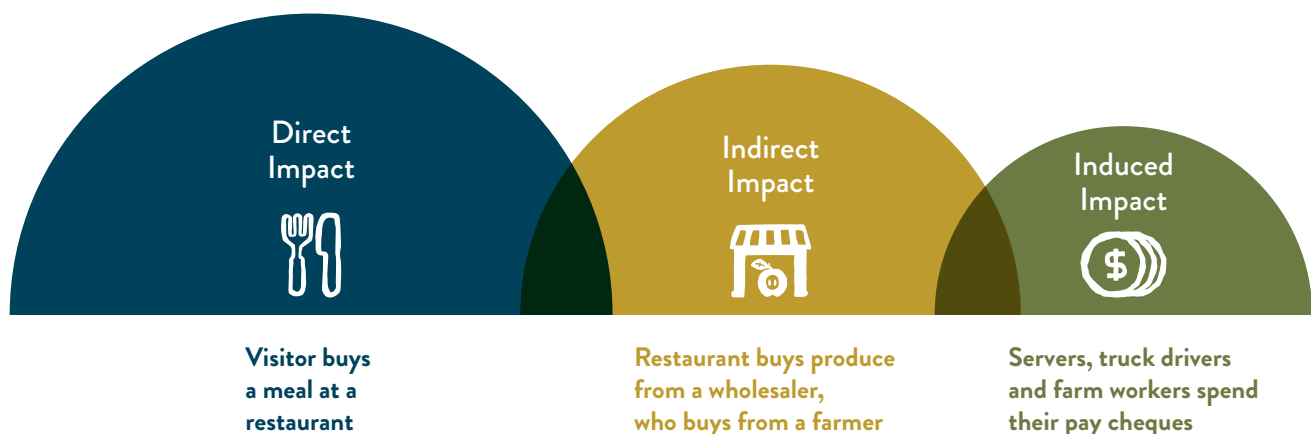 Direct
Impact
Indirect
Impact
Induced
Impact
$
Visitor buys
a meal at a
restaurant
Restaurant buys produce
from a wholesaler,
who buys from a farmer
Servers, truck drivers
and farm workers spend
their pay cheques